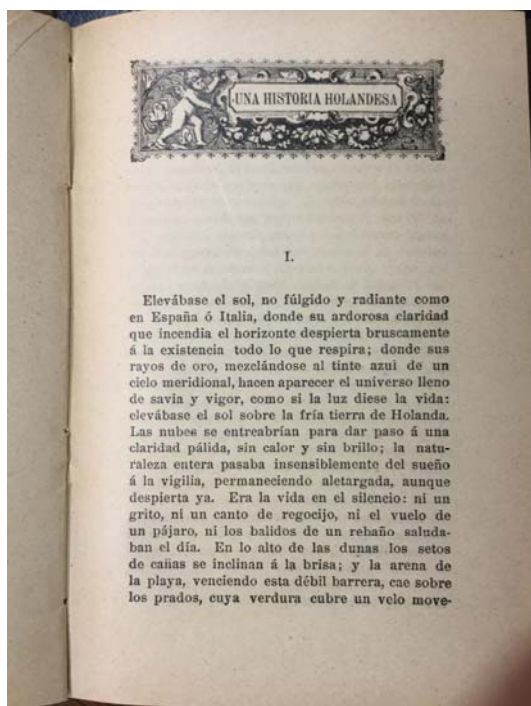 UNA HISTORIA HOLANDESA
I.
Elevábase el sol, no fúlgido y radiante como
en España ó Italia, donde su ardorosa claridad
que incendia el horizonte despierta bruscamente
á la existencia todo lo que respira; donde sus
rayos de oro, mezclándose al tinte azul de un
cielo meridional, hacen aparecer el universo lleno
de savia y vigor, como si la luz diese la vida:
elevábase el sol sobre la fría tierra de Holanda.
Las nubes se entreabrían para dar paso á una
claridad pálida, sin calor y sin brillo; la natu-
raleza entera pasaba insensiblemente del sueño
á la vigilia, permaneciendo aletargada, aunque
despierta ya. Era la vida en el silencio: ni un
grito, ni un canto de regocijo, ni el vuelo de
un pájaro, ni los balidos de un rebaño saluda-
ban el día. En lo alto de las dunas los setos
de cañas se inclinan á la brisa; y la arena de
la playa, venciendo esta débil barrera, cae sobre
los prados, cuya verdura cubre un velo move-